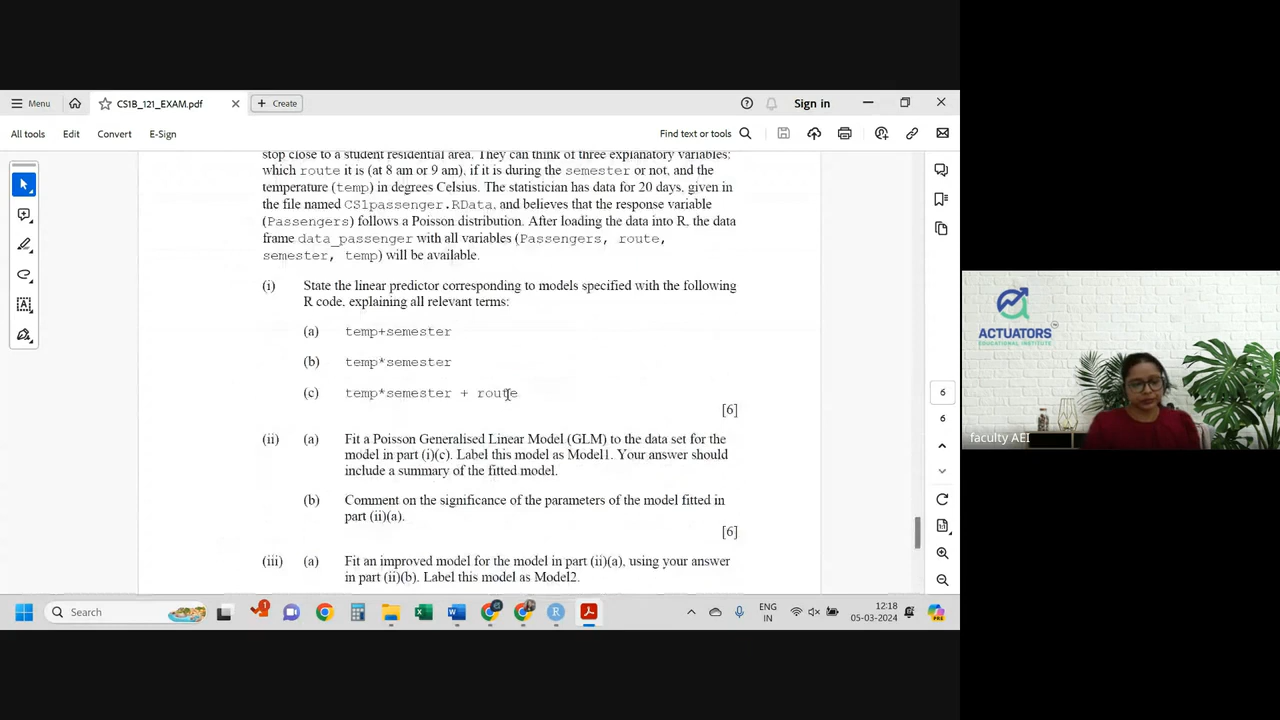 Menu
CS1B_121_EXAM.pdf
Create
Sign in
All tools
Edit
Convert
E-Sign
Find text or tools
stop close to a student residential area. They can think of three explanatory variables:
which route it is (at 8 am or 9 am), if it is during the semester or not, and the
temperature (temp) in degrees Celsius. The statistician has data for 20 days, given in
the file named CS1passenger.RData, and believes that the response variable
(Passengers) follows a Poisson distribution. After loading the data into R, the data
frame data_passenger with all variables (Passengers, route,
semester, temp) will be available.
(i) State the linear predictor corresponding to models specified with the following
R code, explaining all relevant terms:
(a) temp+semester
(b) temp*semester
(c) temp*semester + route
[6]
(ii) (a) Fit a Poisson Generalised Linear Model (GLM) to the data set for the
model in part (i)(c). Label this model as Model1. Your answer should
include a summary of the fitted model.
(b) Comment on the significance of the parameters of the model fitted in
part (ii)(a).
[6]
(iii) (a) Fit an improved model for the model in part (ii)(a), using your answer
in part (ii)(b). Label this model as Model2.
6
6
Search
1
ENG
IN
12:18
05-03-2024
PRE
ACTUATORS
EDUCATIONAL INSTITUTE
faculty AEI